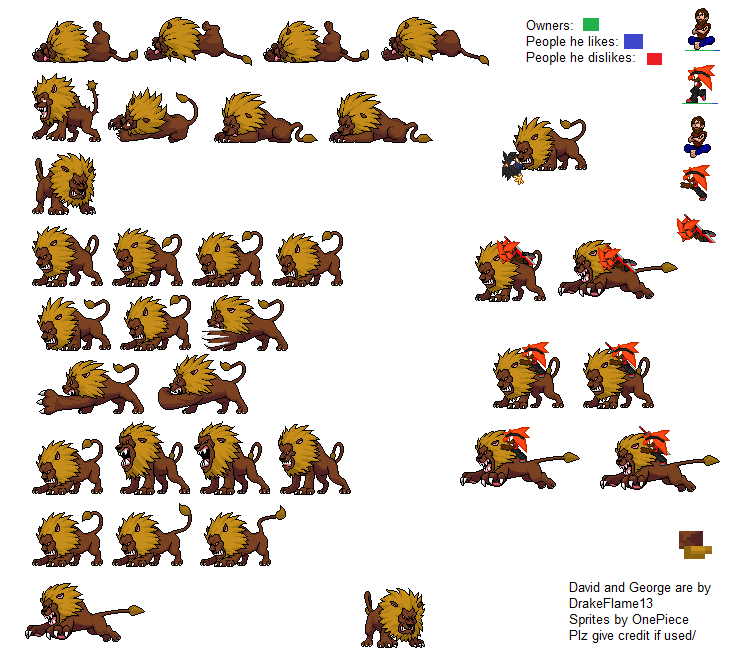 Owners:
People he likes:
People he dislikes:
David and George are by
DrakeFlame13
Sprites by OnePiece
Plz give credit if used/